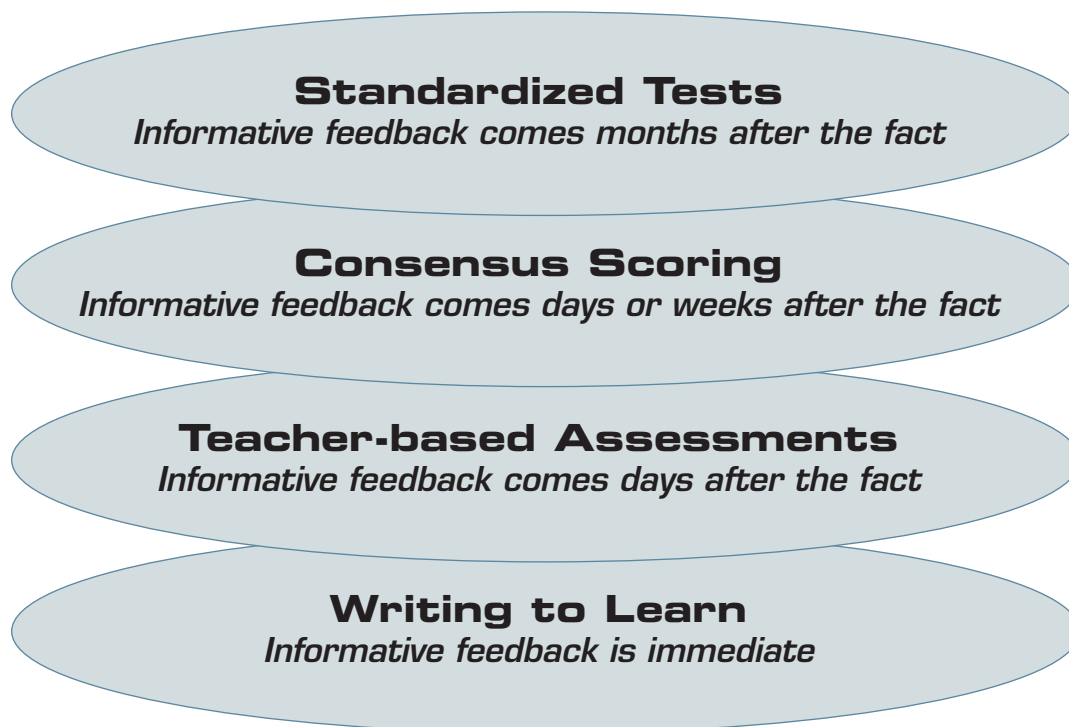 Standardized Tests
Informative feedback comes months after the fact
Consensus Scoring
Informative feedback comes days or weeks after the fact
Teacher-based Assessments
Informative feedback comes days after the fact
Writing to Learn
Informative feedback is immediate